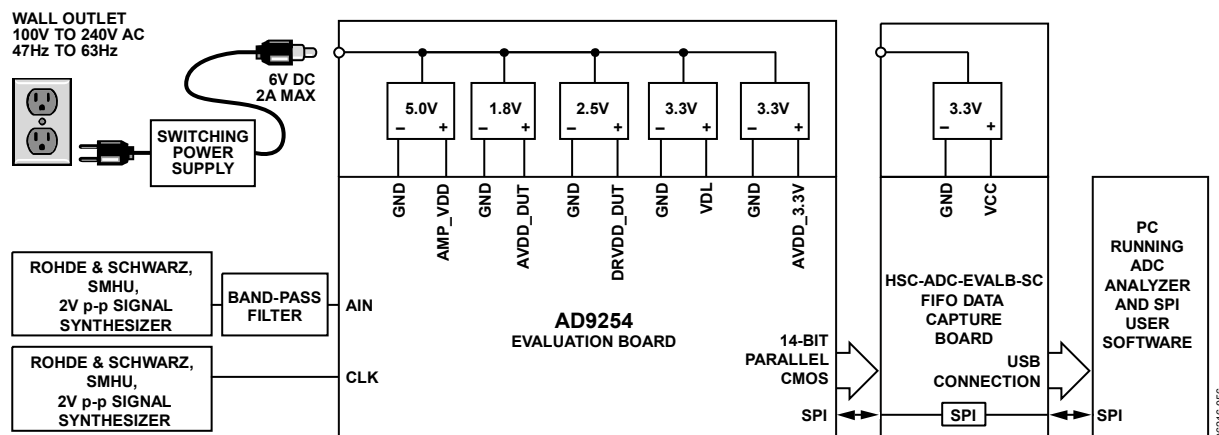 WALL OUTLET
100V TO 240V AC
47Hz TO 63Hz
6V DC
2A MAX
SWITCHING
POWER
SUPPLY
5.0V
– +
1.8V
– +
2.5V
– +
3.3V
– +
3.3V
– +
3.3V
– +
GND
AMP_VDD
GND
AVDD_DUT
GND
DRVDD_DUT
GND
VDL
GND
AVDD_3.3V
GND
VCC
ROHDE & SCHWARZ,
SMHU,
2V p-p SIGNAL
SYNTHESIZER
BAND-PASS
FILTER
AIN
ROHDE & SCHWARZ,
SMHU,
2V p-p SIGNAL
SYNTHESIZER
CLK
AD9254
EVALUATION BOARD
14-BIT
PARALLEL
CMOS
SPI
HSC-ADC-EVALB-SC
FIFO DATA
CAPTURE
BOARD
USB
CONNECTION
SPI
PC
RUNNING
ADC
ANALYZER
AND SPI
USER
SOFTWARE
SPI